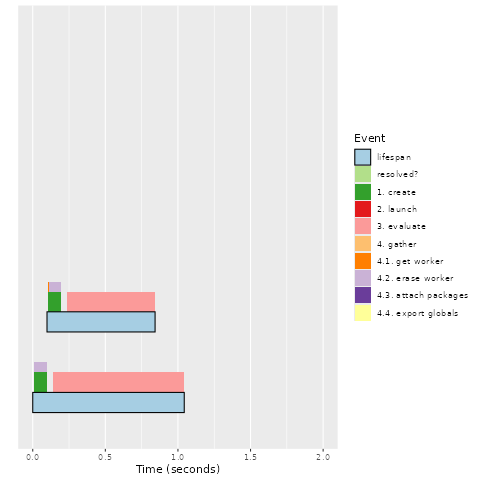 Event
lifespan
resolved?
1. create
2. launch
3. evaluate
4. gather
4.1. get worker
4.2. erase worker
4.3. attach packages
4.4. export globals
0.0 0.5 1.0 1.5 2.0
Time (seconds)